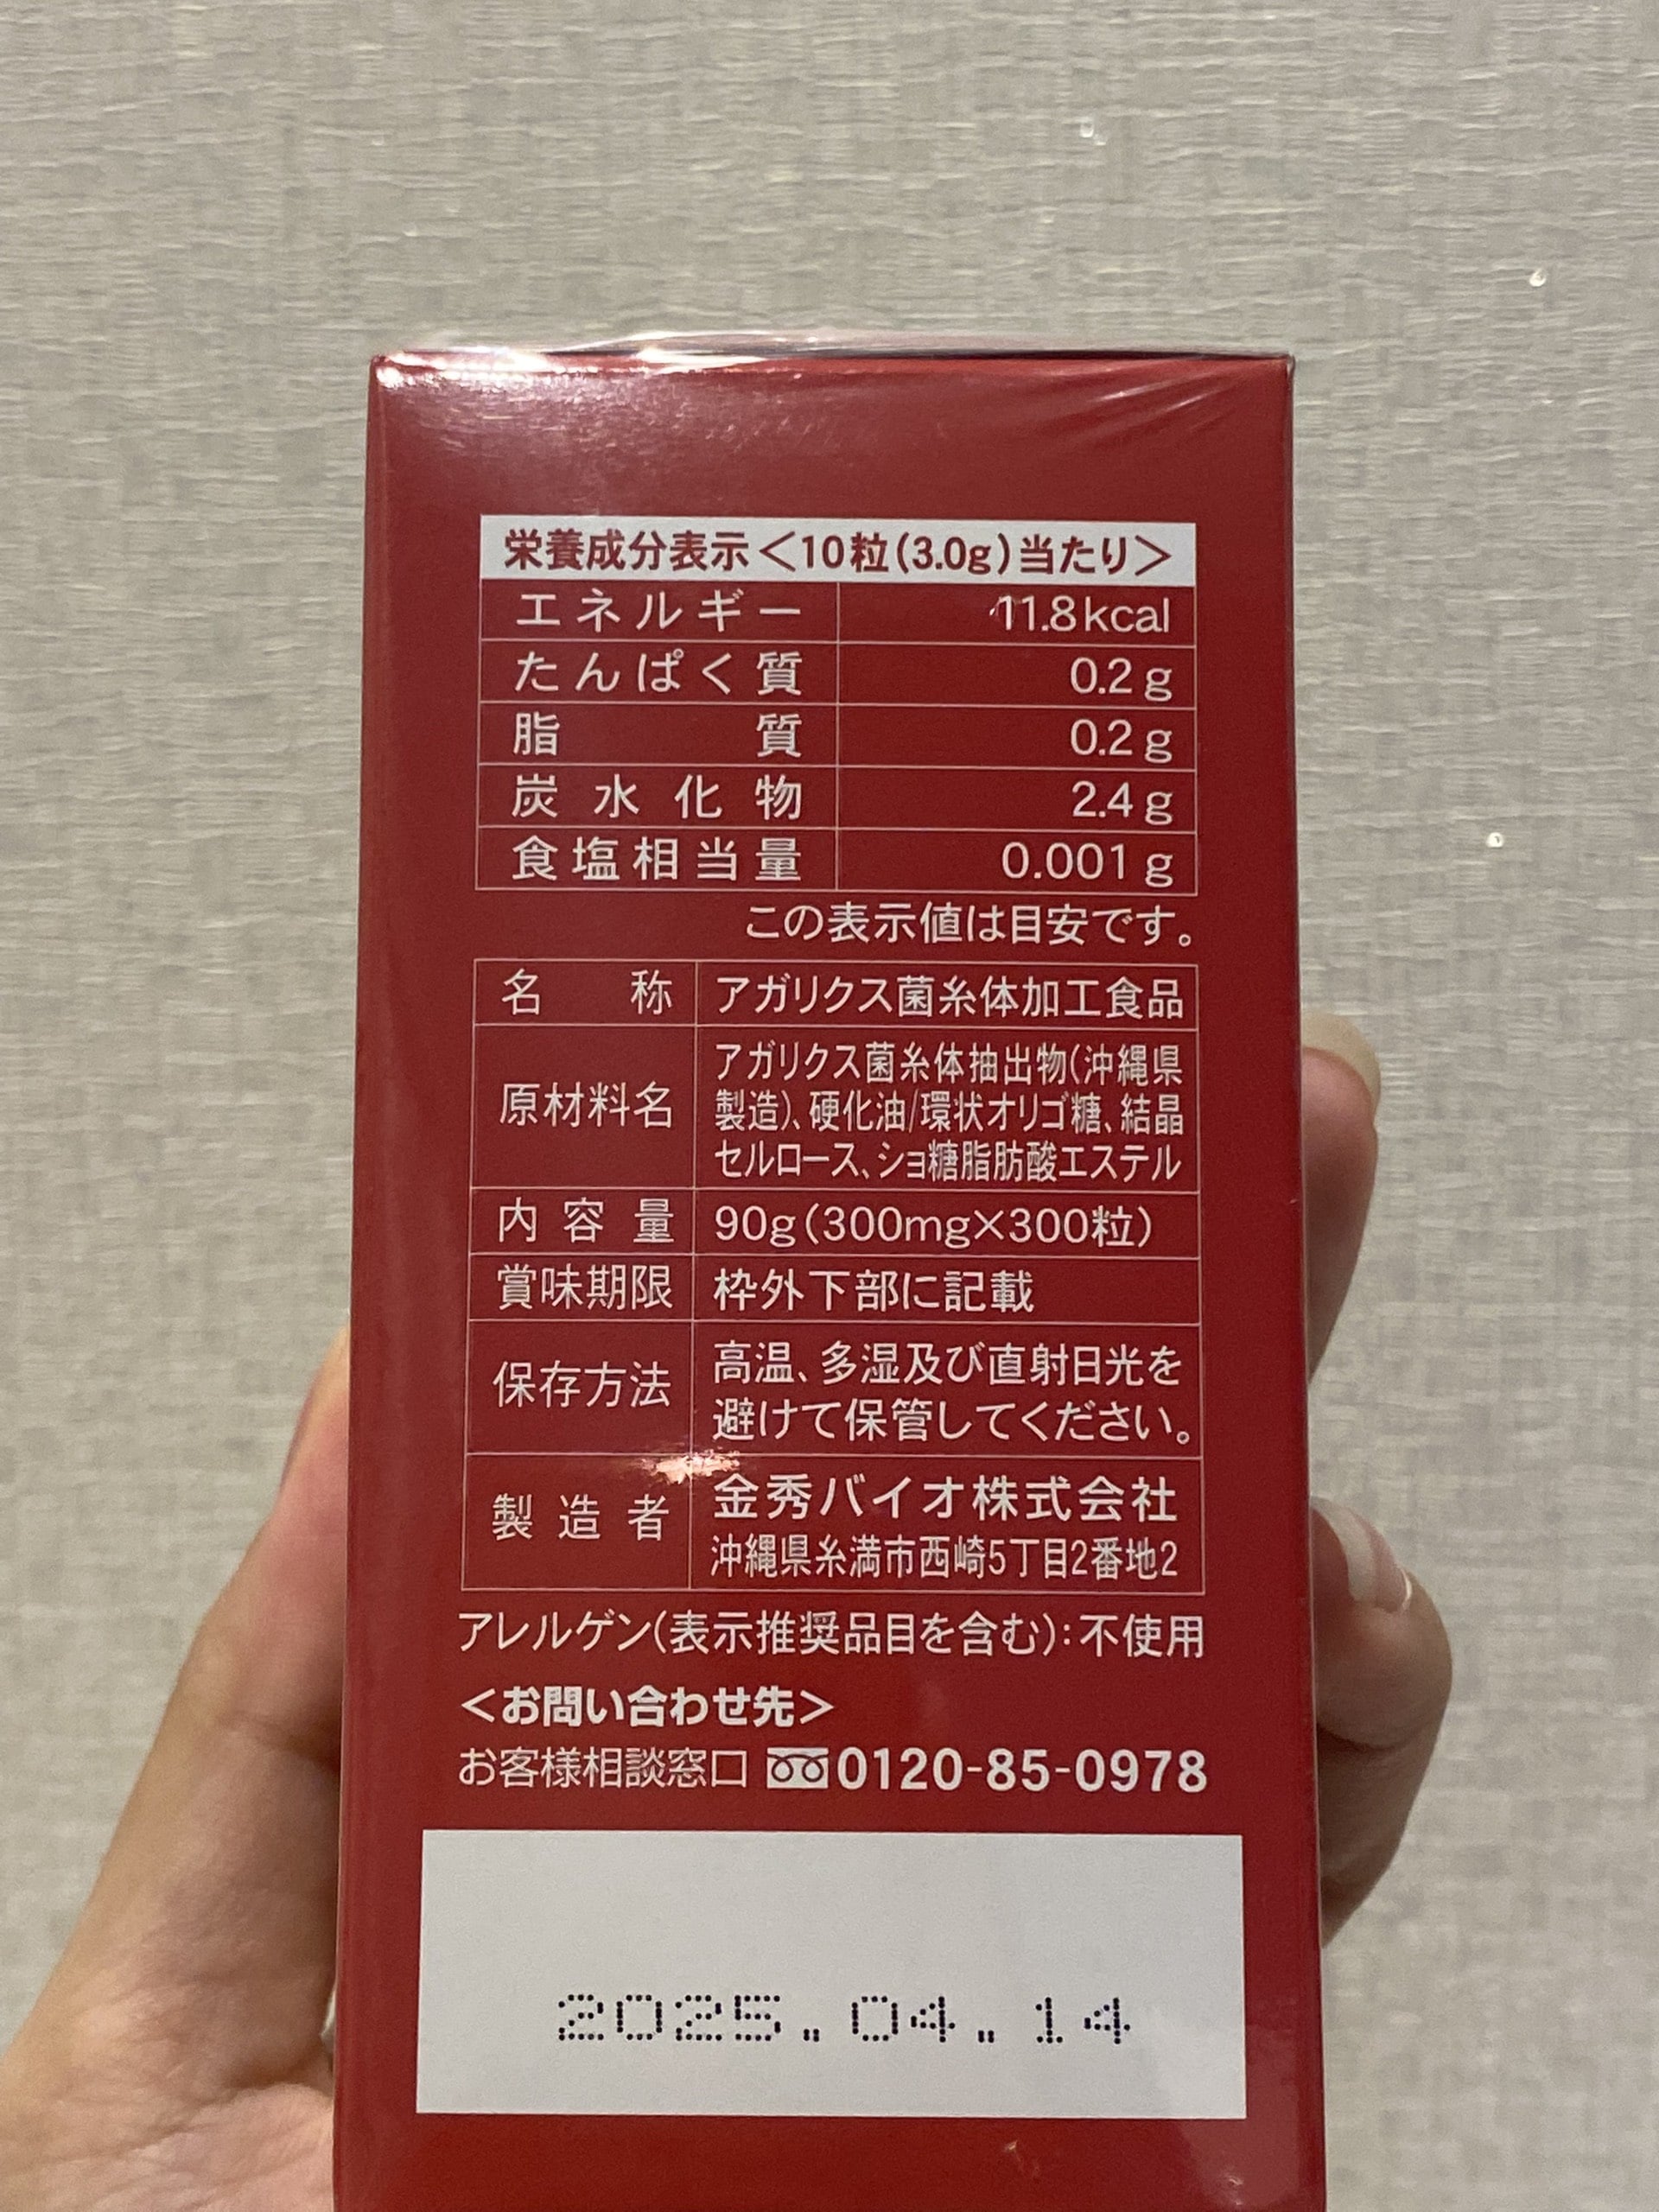 栄養成分表示＜10粒(3.0g)当たり＞
エネルギー 11.8kcal
たんぱく質 0.2g
脂質 0.2g
炭水化物 2.4g
食塩相当量 0.001g
この表示値は目安です。
名称 アガリクス菌糸体加工食品
原材料名 アガリクス菌糸体抽出物(沖縄県
製造)、硬化油/環状オリゴ糖、結晶
セルロース、ショ糖脂肪酸エステル
内容量 90g(300mg×300粒)
賞味期限 枠外下部に記載
保存方法 高温、多湿及び直射日光を
避けて保管してください。
製造者 金秀バイオ株式会社
沖縄県糸満市西崎5丁目2番地2
アレルゲン(表示推奨品目を含む):不使用
＜お問い合わせ先＞
お客様相談窓口 0120-85-0978
2025.04.14